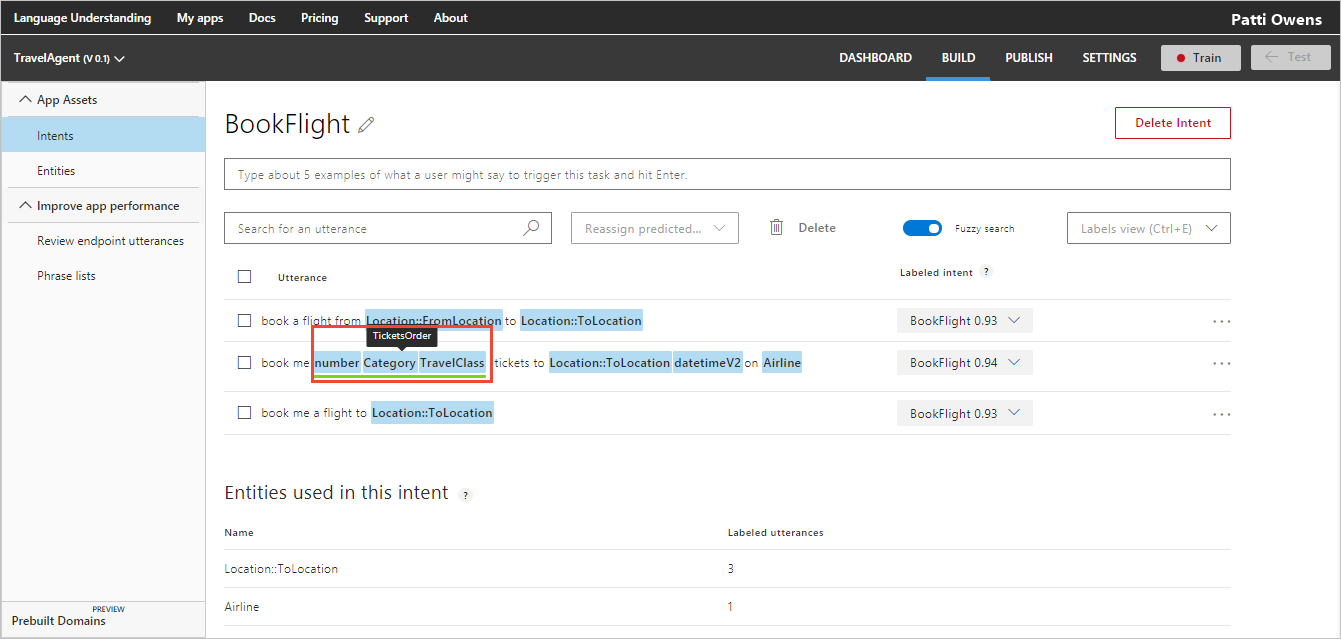 Language Understanding My apps Docs Pricing Support About Patti Owens
TravelAgent (V 0.1) DASHBOARD BUILD PUBLISH SETTINGS Train Test
App Assets
Intents
Entities
Improve app performance
Review endpoint utterances
Phrase lists
PREVIEW
Prebuilt Domains
BookFlight Delete Intent
Type about 5 examples of what a user might say to trigger this task and hit Enter.
Search for an utterance Reassign predicted... Delete Fuzzy search Labels view (Ctrl+E)
Utterance Labeled intent ?
book a flight from Location::FromLocation to Location::ToLocation BookFlight 0.93 ...
TicketsOrder
book me number Category TravelClass tickets to Location::ToLocation datetimeV2 on Airline BookFlight 0.94 ...
book me a flight to Location::ToLocation BookFlight 0.93 ...
Entities used in this intent ?
Name Labeled utterances
Location::ToLocation 3
Airline 1